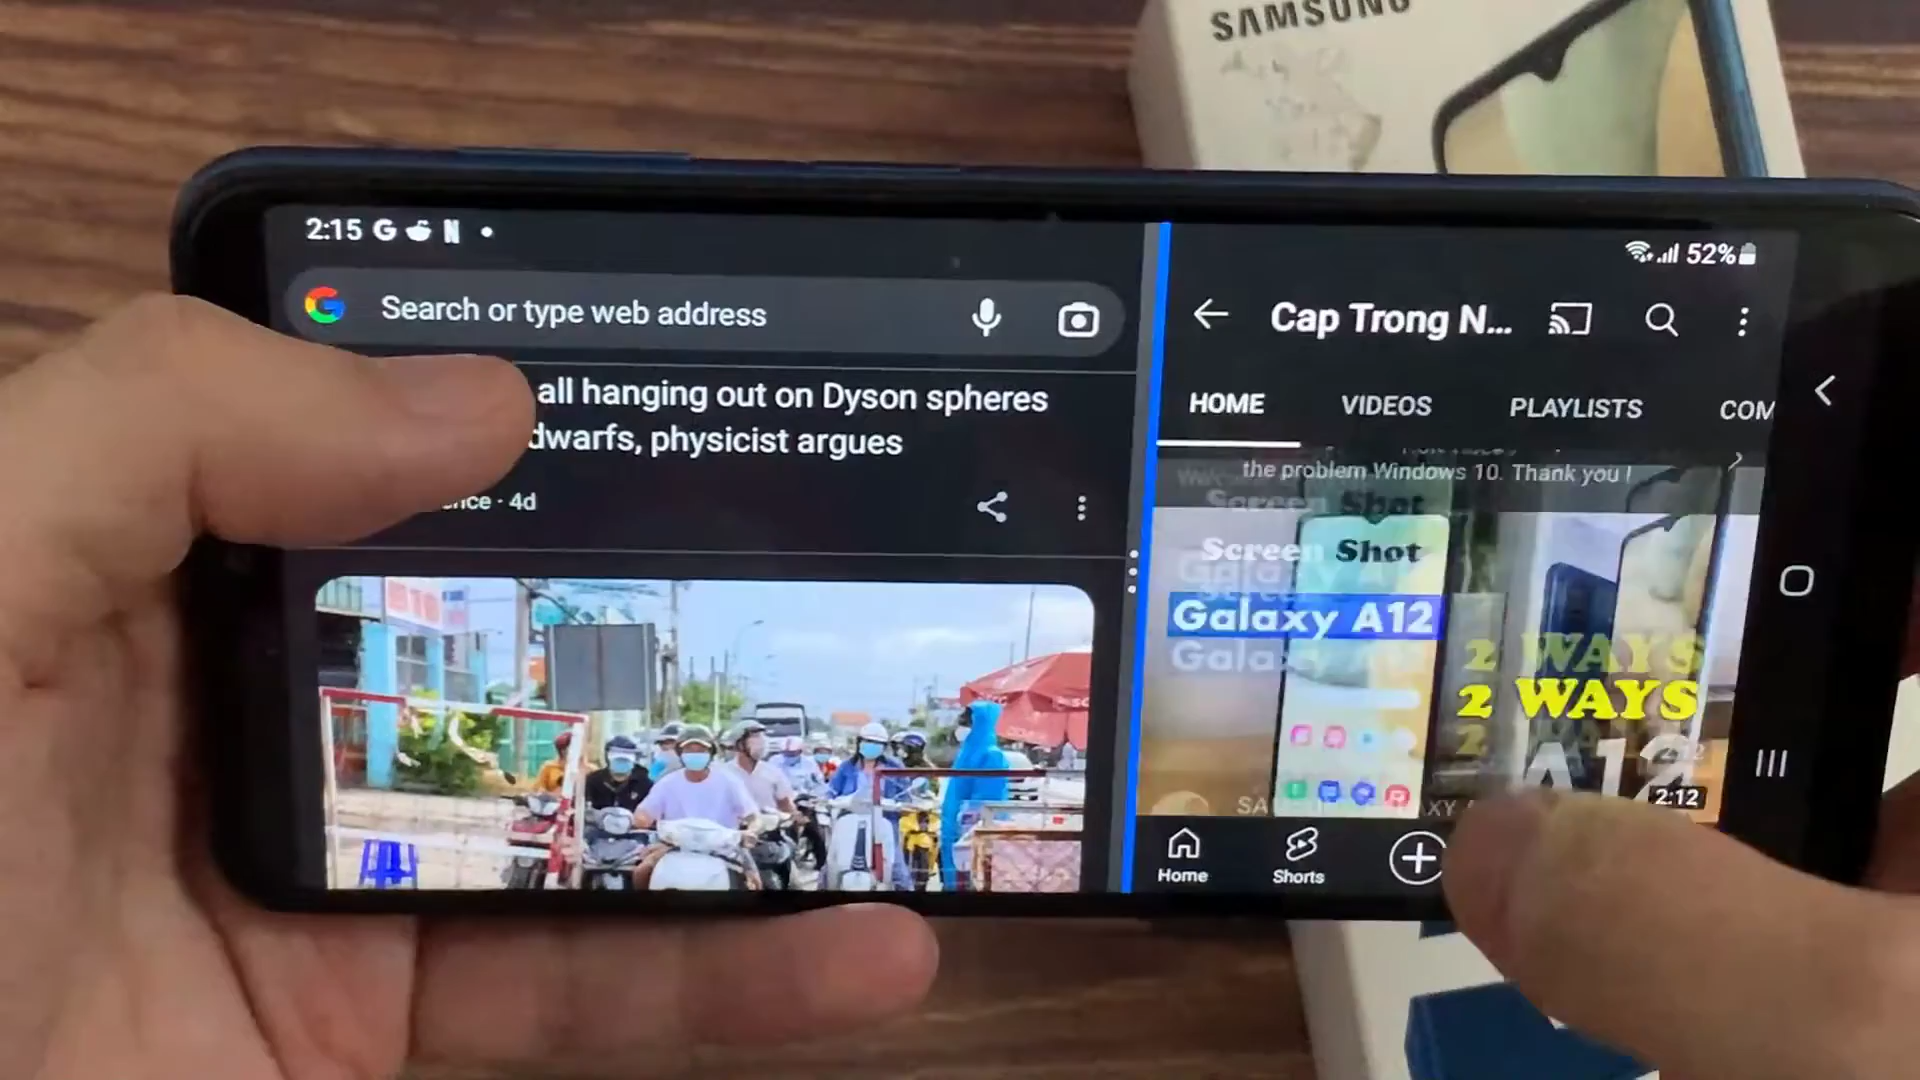 SAMSUNG
2:15
52%
Search or type web address
all hanging out on Dyson spheres
dwarfs, physicist argues
4d
Cap Trong N...
HOME
VIDEOS
PLAYLISTS
COM
the problem Windows 10. Thank you !
Screen Shot
Galaxy A12
2 WAYS
A12
2:12
Home
Shorts